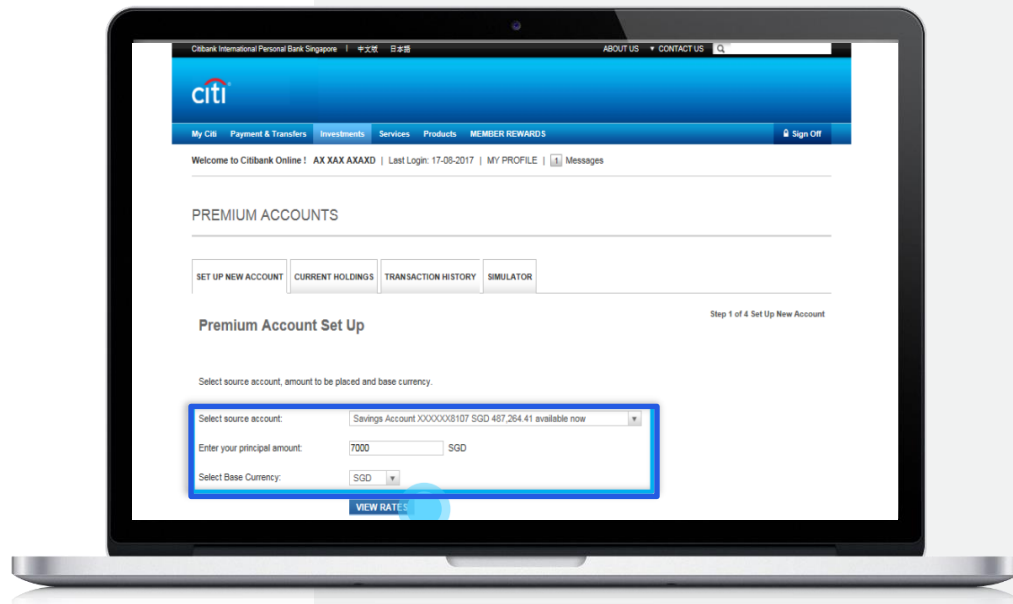 Citibank International Personal Bank Singapore | 中文版 日本語 ABOUT US ▼ CONTACT US
citi
My Citi Payment & Transfers Investments Services Products MEMBER REWARDS Sign Off
Welcome to Citibank Online ! AX XAX AXAXD | Last Login: 17-08-2017 | MY PROFILE | 1 Messages
PREMIUM ACCOUNTS
SET UP NEW ACCOUNT CURRENT HOLDINGS TRANSACTION HISTORY SIMULATOR
Step 1 of 4 Set Up New Account
Premium Account Set Up
Select source account, amount to be placed and base currency.
Select source account: Savings Account XXXXXX8107 SGD 487,264.41 available now
Enter your principal amount: 7000 SGD
Select Base Currency: SGD
VIEW RATES